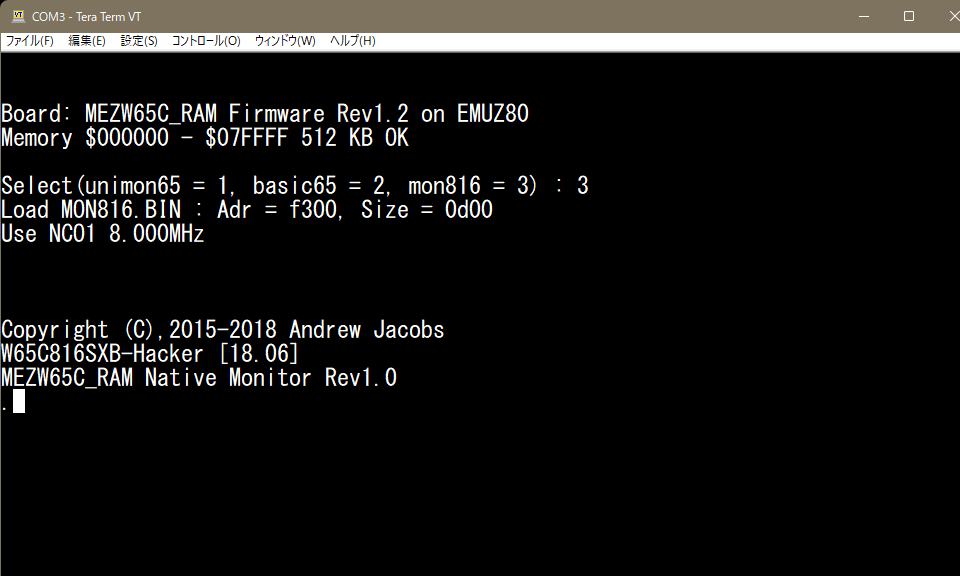 VT COM3 - Tera Term VT
ファイル(F) 編集(E) 設定(S) コントロール(O) ウィンドウ(W) ヘルプ(H)
Board: MEZW65C_RAM Firmware Rev1.2 on EMUZ80
Memory $000000 - $07FFFF 512 KB OK
Select(unimon65 = 1, basic65 = 2, mon816 = 3) : 3
Load MON816.BIN : Adr = f300, Size = 0d00
Use NCO1 8.000MHz
Copyright (C),2015-2018 Andrew Jacobs
W65C816SXB-Hacker [18.06]
MEZW65C_RAM Native Monitor Rev1.0
.